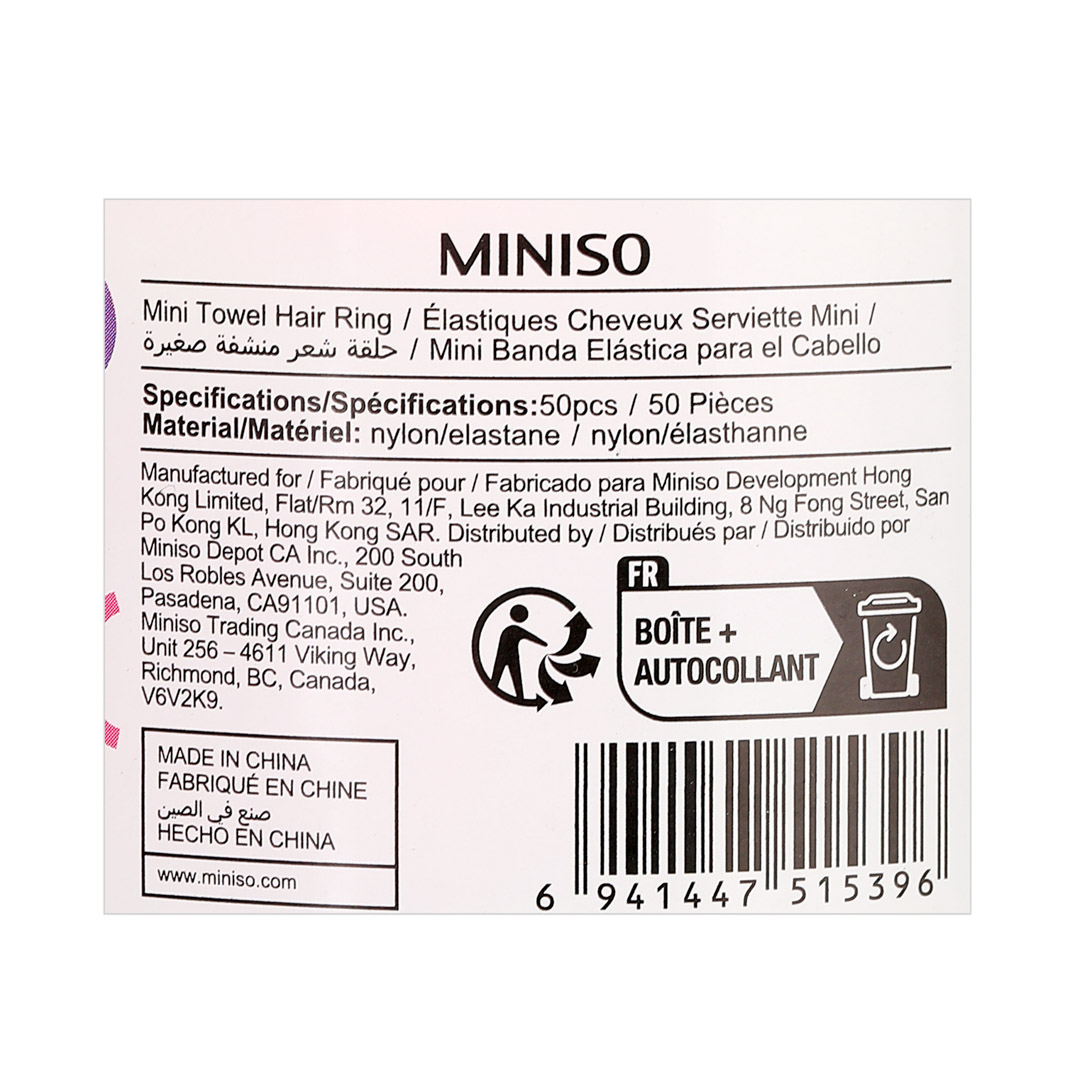 MINISO
Mini Towel Hair Ring / Élastiques Cheveux Serviette Mini /
حلقة شعر منشفة صغيرة / Mini Banda Elástica para el Cabello
Specifications/Spécifications:50pcs / 50 Pièces
Material/Matériel: nylon/elastane / nylon/élasthanne
Manufactured for / Fabriqué pour / Fabricado para Miniso Development Hong
Kong Limited, Flat/Rm 32, 11/F, Lee Ka Industrial Building, 8 Ng Fong Street, San
Po Kong KL, Hong Kong SAR. Distributed by / Distribués par / Distribuido por
Miniso Depot CA Inc., 200 South
Los Robles Avenue, Suite 200,
Pasadena, CA91101, USA.
Miniso Trading Canada Inc.,
Unit 256 – 4611 Viking Way,
Richmond, BC, Canada,
V6V2K9.
FR
BOÎTE +
AUTOCOLLANT
MADE IN CHINA
FABRIQUÉ EN CHINE
صنع في الصين
HECHO EN CHINA
www.miniso.com
6 941447 515396